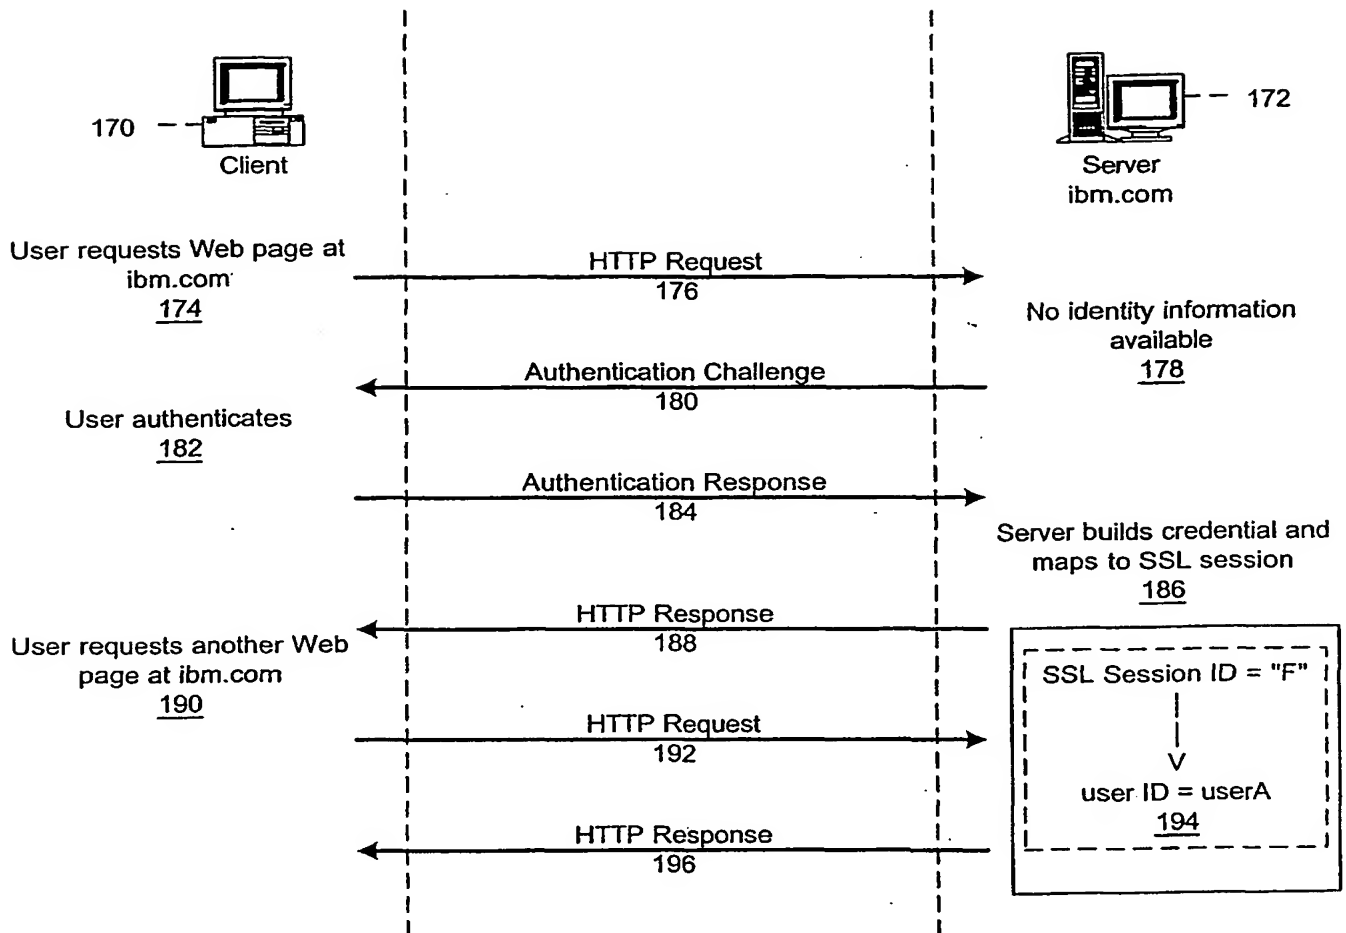 170
Client
172
Server
ibm.com
User requests Web page at
ibm.com
174
HTTP Request
176
No identity information
available
178
Authentication Challenge
180
User authenticates
182
Authentication Response
184
Server builds credential and
maps to SSL session
186
HTTP Response
188
User requests another Web
page at ibm.com
190
SSL Session ID = "F"
HTTP Request
192
user ID = userA
194
HTTP Response
196